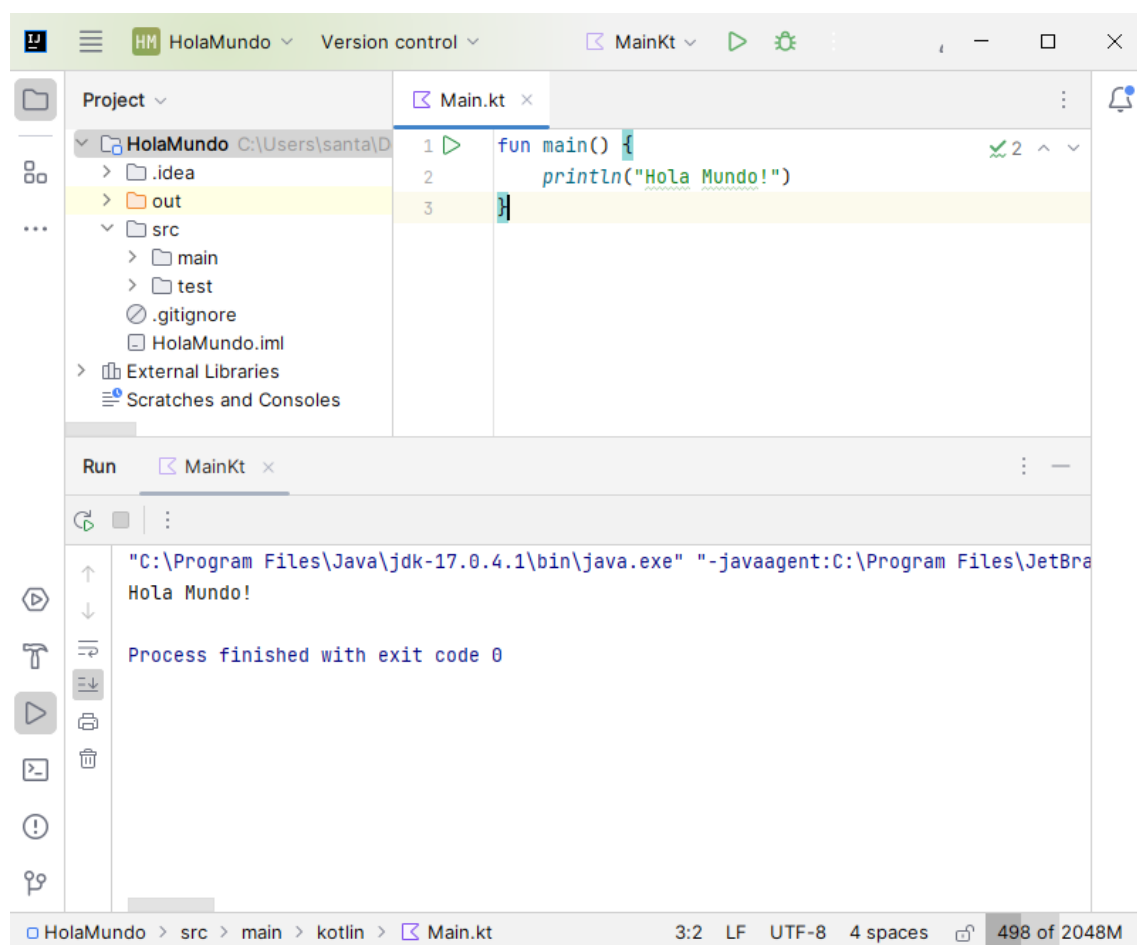 HM HolaMundo Version control MainKt
Project
Main.kt
HolaMundo C:\Users\santa\D
.idea
out
src
main
test
.gitignore
HolaMundo.iml
External Libraries
Scratches and Consoles
1 fun main() {
2 println("Hola Mundo!")
3 }
2
Run MainKt
"C:\Program Files\Java\jdk-17.0.4.1\bin\java.exe" "-javaagent:C:\Program Files\JetBra
Hola Mundo!
Process finished with exit code 0
HolaMundo > src > main > kotlin > Main.kt 3:2 LF UTF-8 4 spaces 498 of 2048M